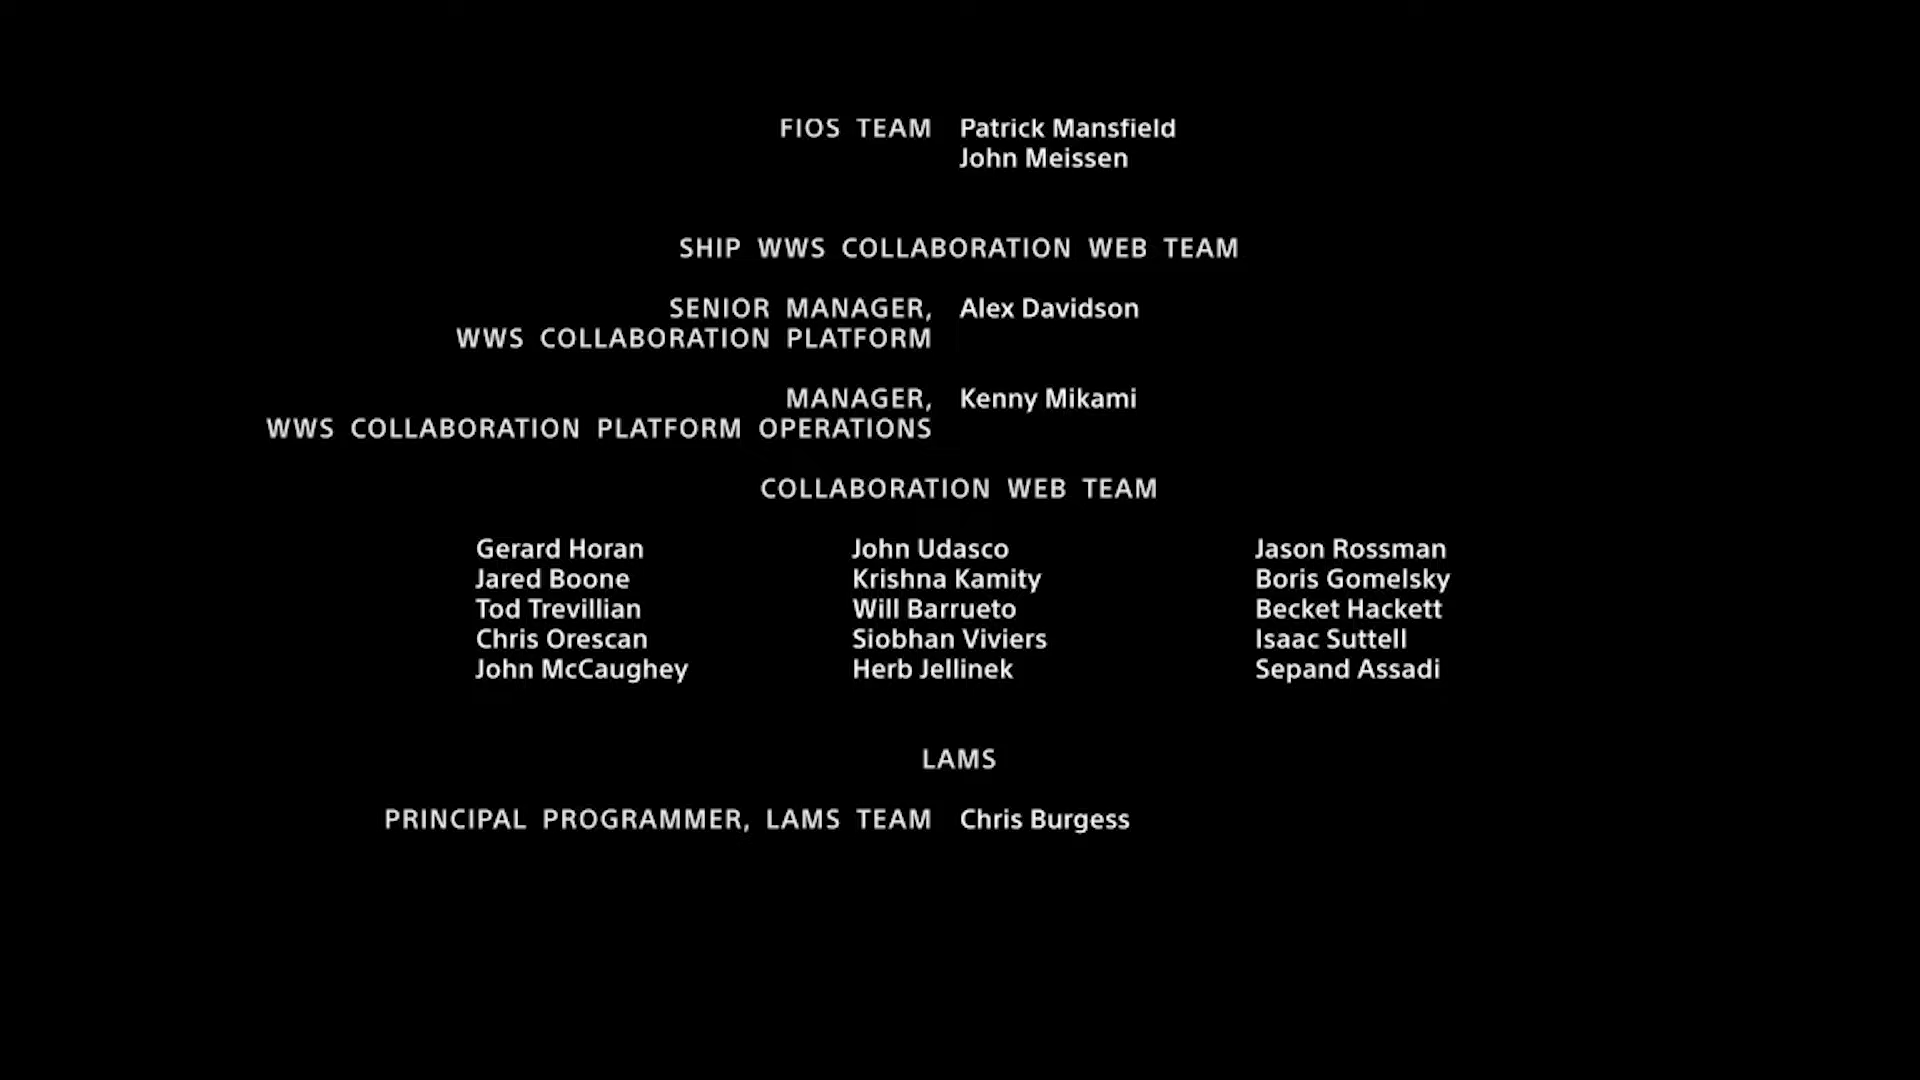 FIOS TEAM Patrick Mansfield
John Meissen
SHIP WWS COLLABORATION WEB TEAM
SENIOR MANAGER, Alex Davidson
WWS COLLABORATION PLATFORM
MANAGER, Kenny Mikami
WWS COLLABORATION PLATFORM OPERATIONS
COLLABORATION WEB TEAM
Gerard Horan John Udasco Jason Rossman
Jared Boone Krishna Kamity Boris Gomelsky
Tod Trevillian Will Barrueto Becket Hackett
Chris Orescan Siobhan Viviers Isaac Suttell
John McCaughey Herb Jellinek Sepand Assadi
LAMS
PRINCIPAL PROGRAMMER, LAMS TEAM Chris Burgess